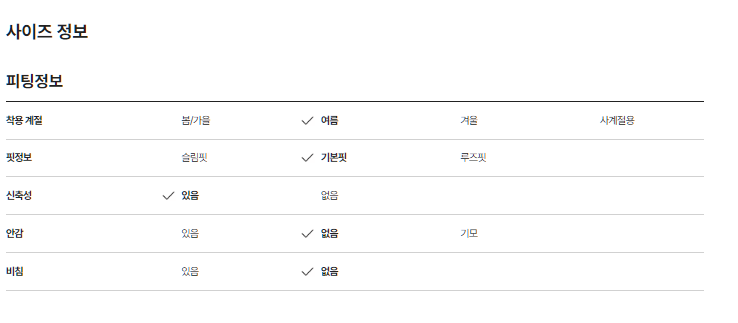 사이즈 정보
피팅정보
착용 계절 봄/가을 여름 겨울 사계절용
핏정보 슬림핏 기본핏 루즈핏
신축성 있음 없음
안감 있음 없음 기모
비침 있음 없음